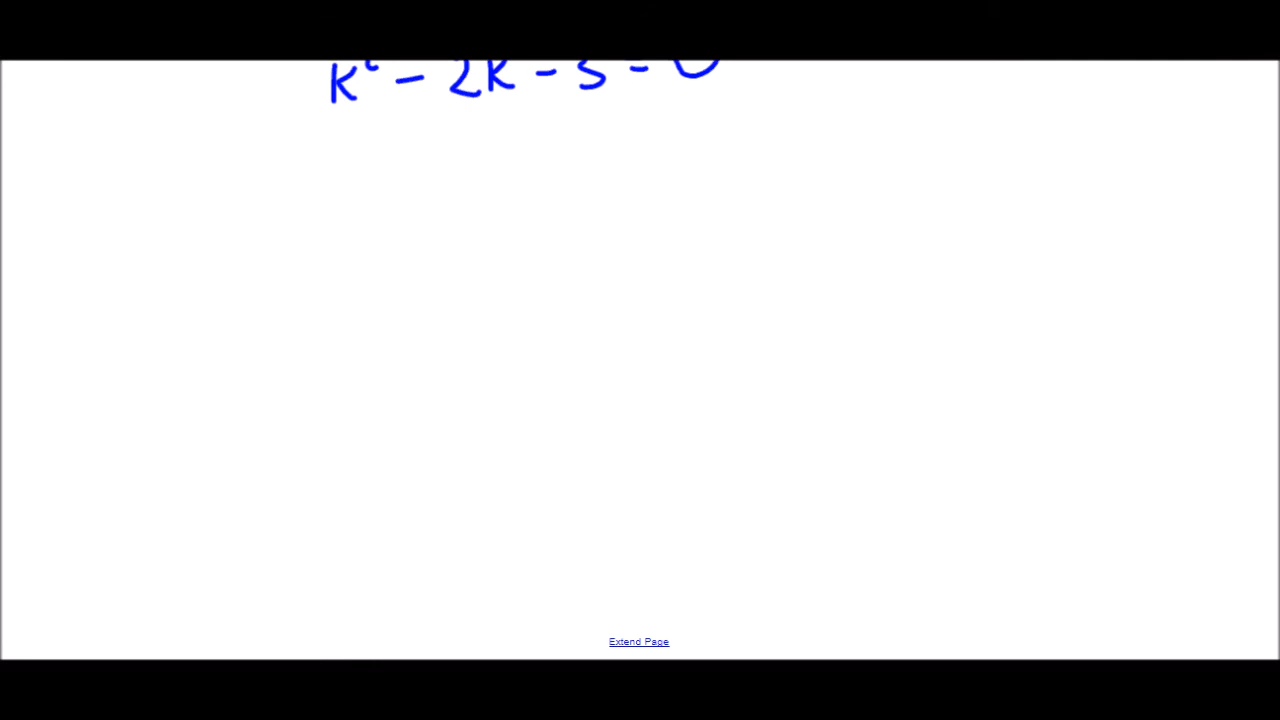 k² - 2k - 3 = 0
Extend Page